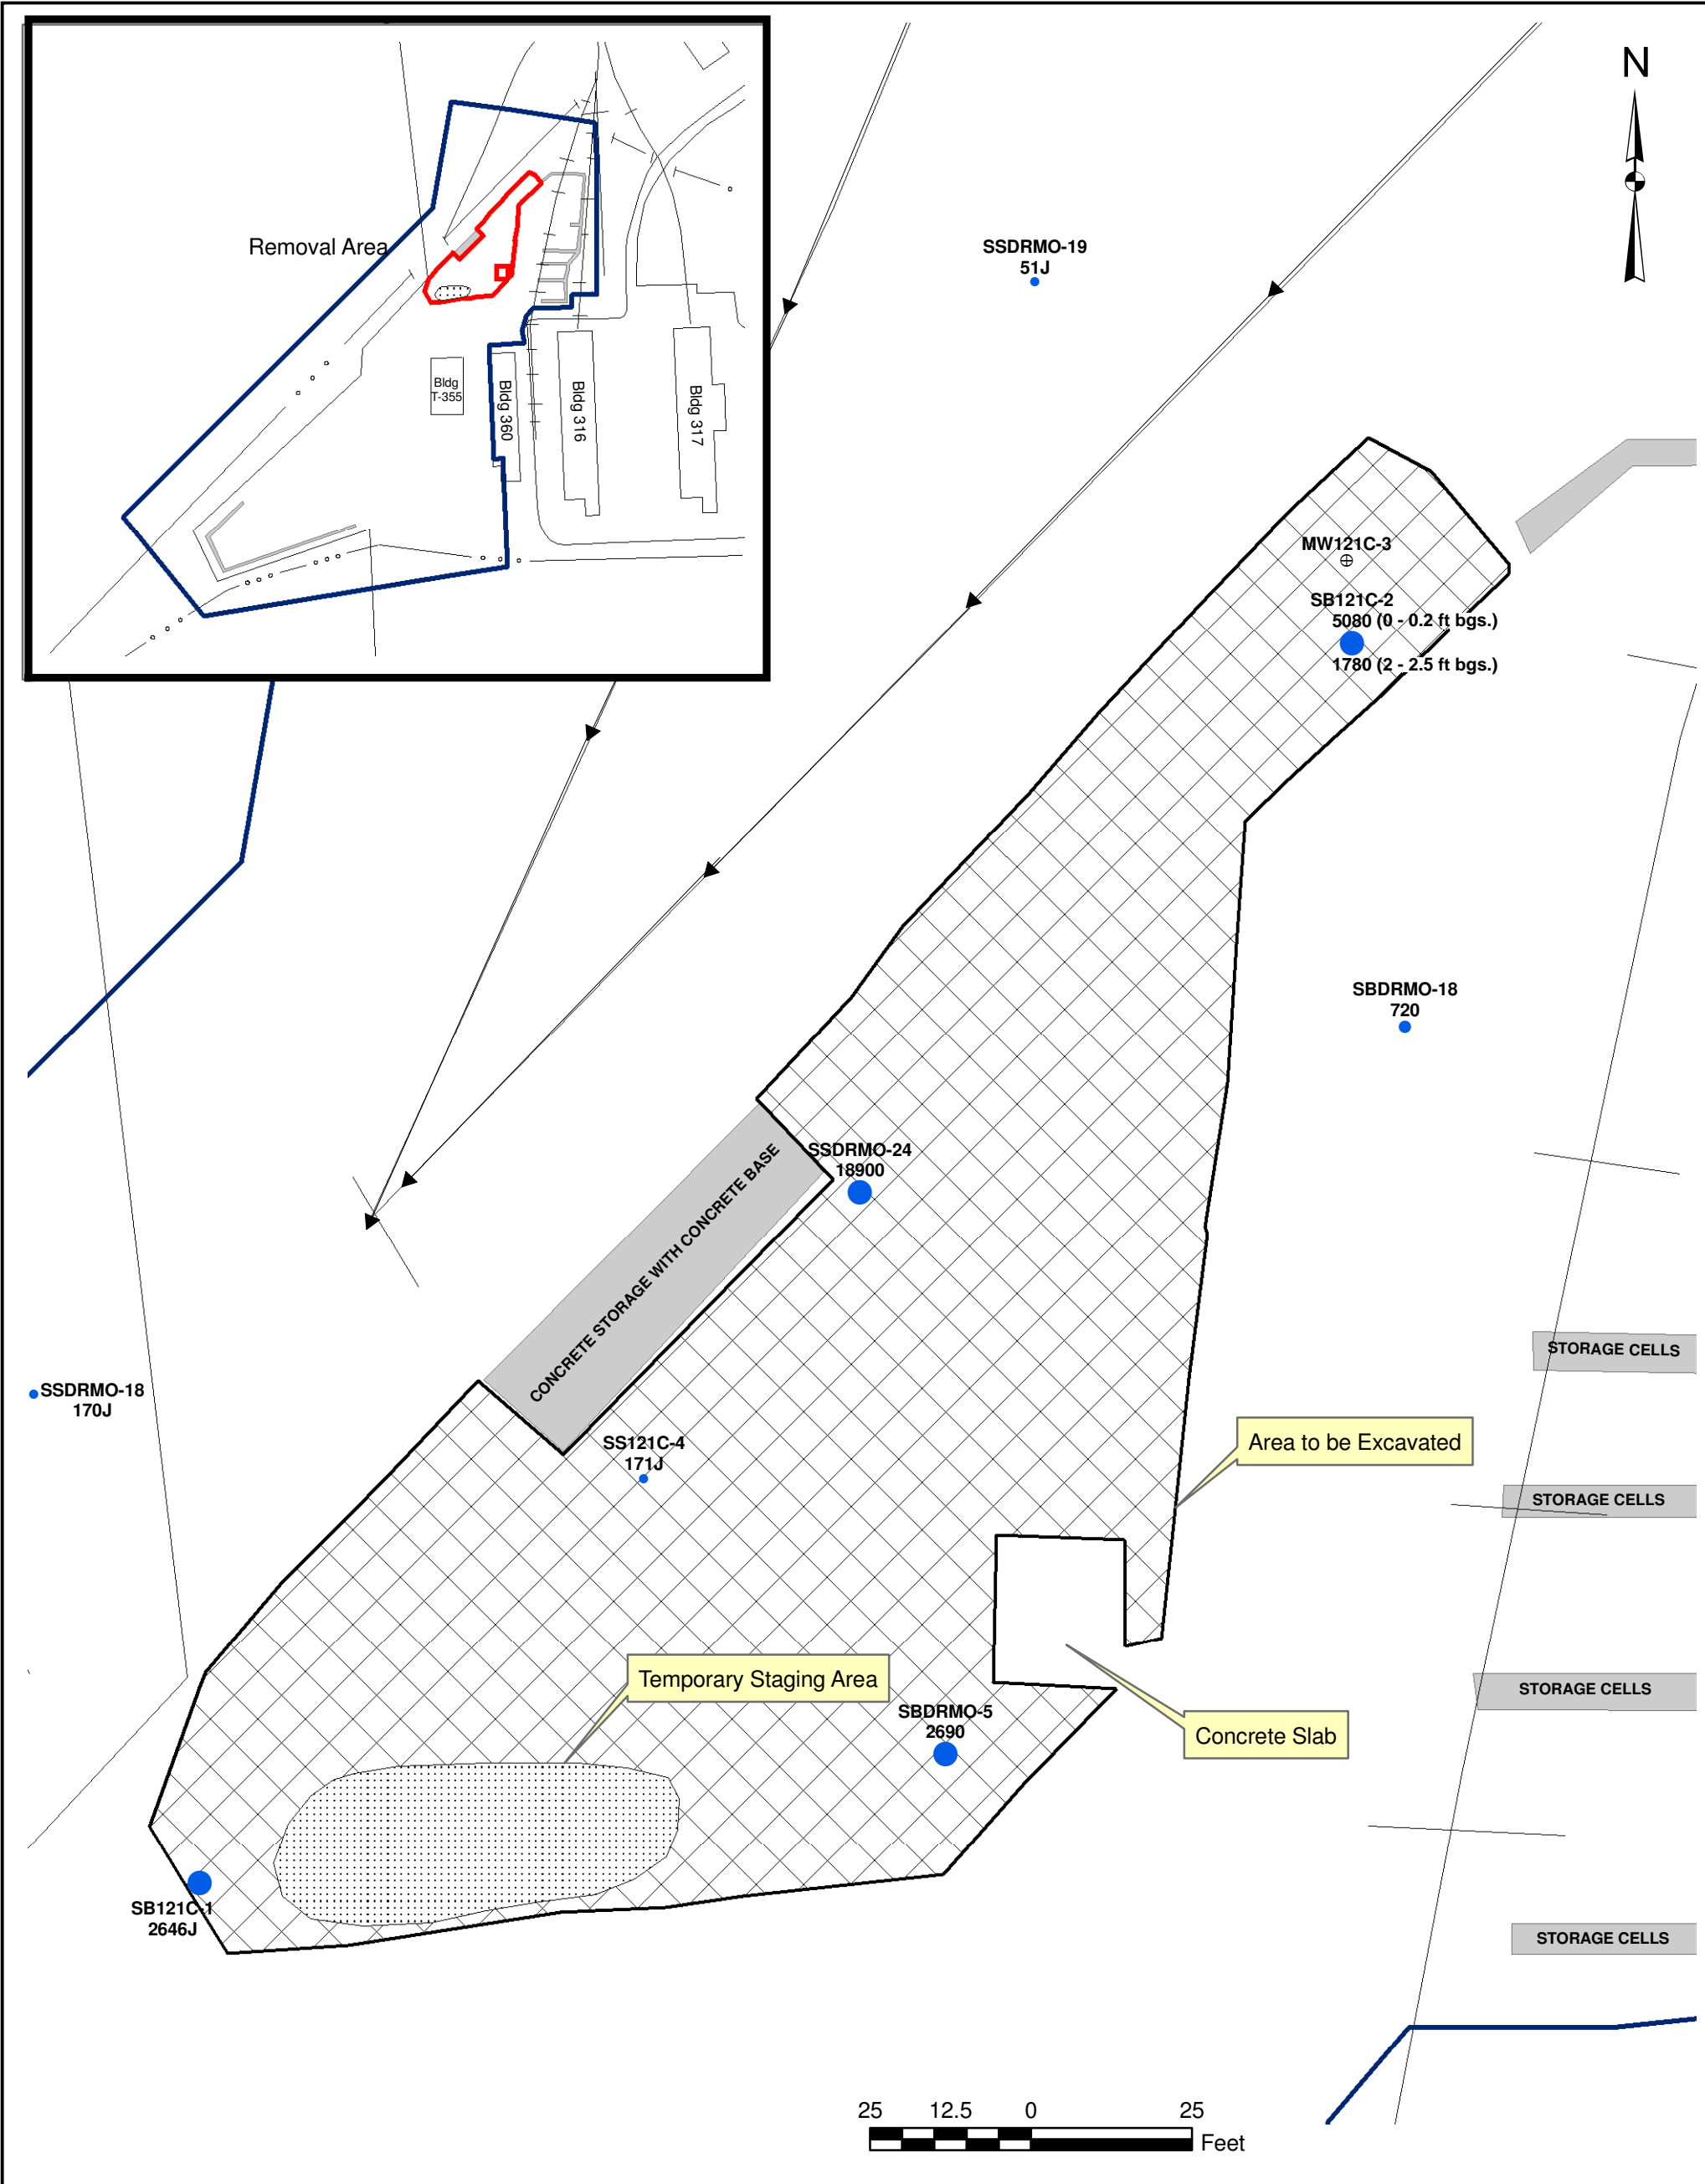 N
Removal Area
Bldg
T-355
Bldg 360
Bldg 316
Bldg 317
SSDRMO-19
51J
MW121C-3
SB121C-2
5080 (0 - 0.2 ft bgs.)
1780 (2 - 2.5 ft bgs.)
SBDRMO-18
720
SSDRMO-24
18900
CONCRETE STORAGE WITH CONCRETE BASE
STORAGE CELLS
SSDRMO-18
170J
SS121C-4
171J
Area to be Excavated
STORAGE CELLS
Temporary Staging Area
STORAGE CELLS
SBDRMO-5
2690
Concrete Slab
SB121C-1
2646J
STORAGE CELLS
25 12.5 0 25
Feet